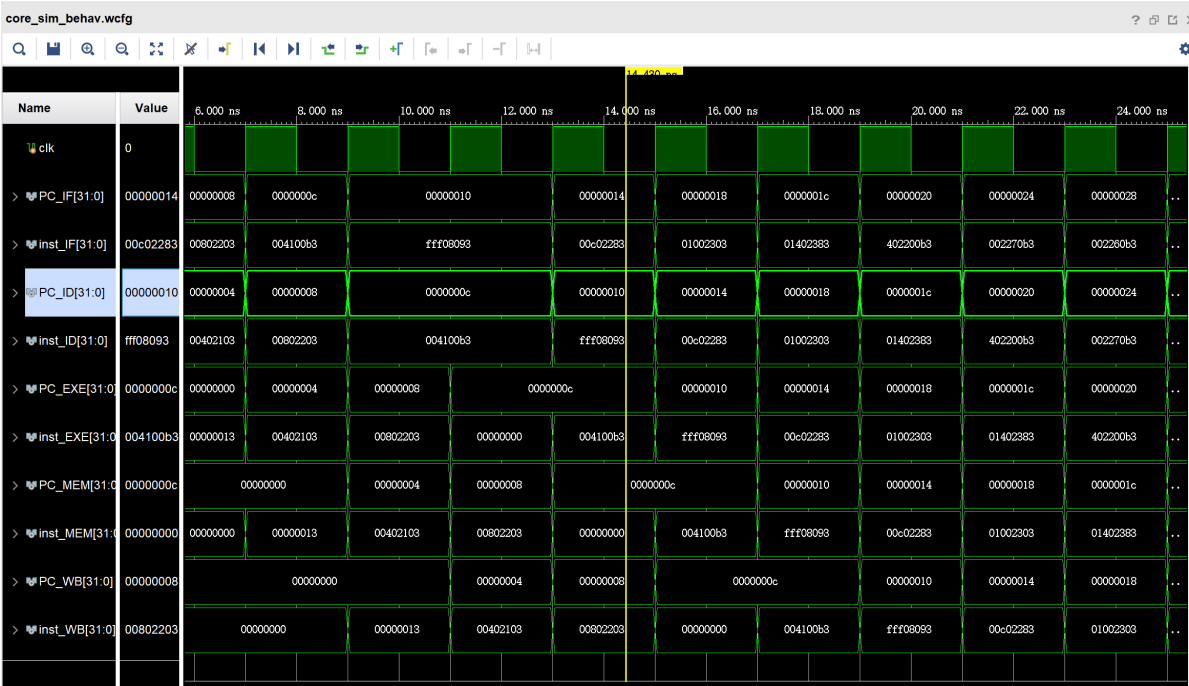 core_sim_behav.wcfg
14.430 ns
Name Value 6.000 ns 8.000 ns 10.000 ns 12.000 ns 14.000 ns 16.000 ns 18.000 ns 20.000 ns 22.000 ns 24.000 ns
clk 0
PC_IF[31:0] 00000014 00000008 0000000c 00000010 00000014 00000018 0000001c 00000020 00000024 00000028 ..
inst_IF[31:0] 00c02283 00802203 004100b3 fff08093 00c02283 01002303 01402383 402200b3 002270b3 002260b3 ..
PC_ID[31:0] 00000010 00000004 00000008 0000000c 00000010 00000014 00000018 0000001c 00000020 00000024 ..
inst_ID[31:0] fff08093 00402103 00802203 004100b3 fff08093 00c02283 01002303 01402383 402200b3 002270b3 ..
PC_EXE[31:0] 0000000c 00000000 00000004 00000008 0000000c 00000010 00000014 00000018 0000001c 00000020 ..
inst_EXE[31:0 004100b3 00000013 00402103 00802203 00000000 004100b3 fff08093 00c02283 01002303 01402383 402200b3 ..
PC_MEM[31:0 0000000c 00000000 00000004 00000008 0000000c 00000010 00000014 00000018 0000001c ..
inst_MEM[31:0 00000000 00000000 00000013 00402103 00802203 00000000 004100b3 fff08093 00c02283 01002303 01402383 ..
PC_WB[31:0] 00000008 00000000 00000004 00000008 0000000c 00000010 00000014 00000018 ..
inst_WB[31:0] 00802203 00000000 00000013 00402103 00802203 00000000 004100b3 fff08093 00c02283 01002303 ..